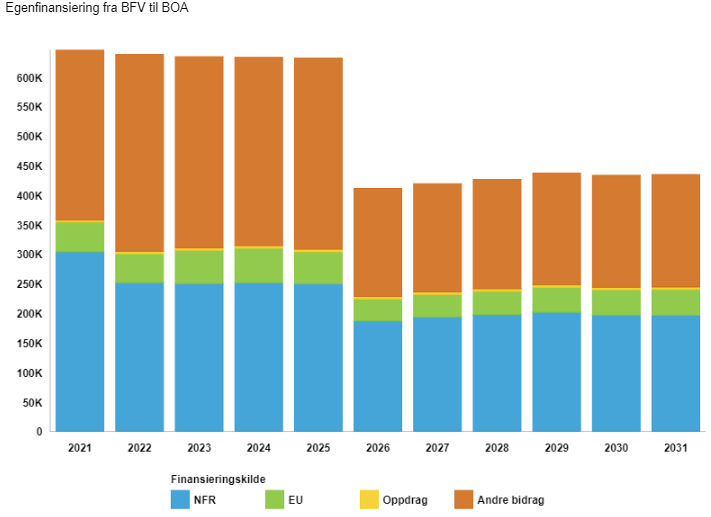 Egenfinansiering fra BFV til BOA
600K
550K
500K
450K
400K
350K
300K
250K
200K
150K
100K
50K
0
2021 2022 2023 2024 2025 2026 2027 2028 2029 2030 2031
Finansieringskilde
NFR EU Oppdrag Andre bidrag